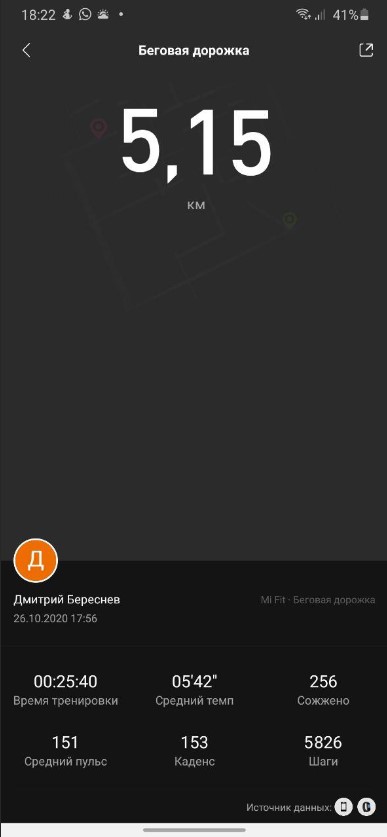 18:22 41%
Беговая дорожка
5,15
км
Д
Дмитрий Береснев
Mi Fit · Беговая дорожка
26.10.2020 17:56
00:25:40 05'42" 256
Время тренировки Средний темп Сожжено
151 153 5826
Средний пульс Каденс Шаги
Источник данных: